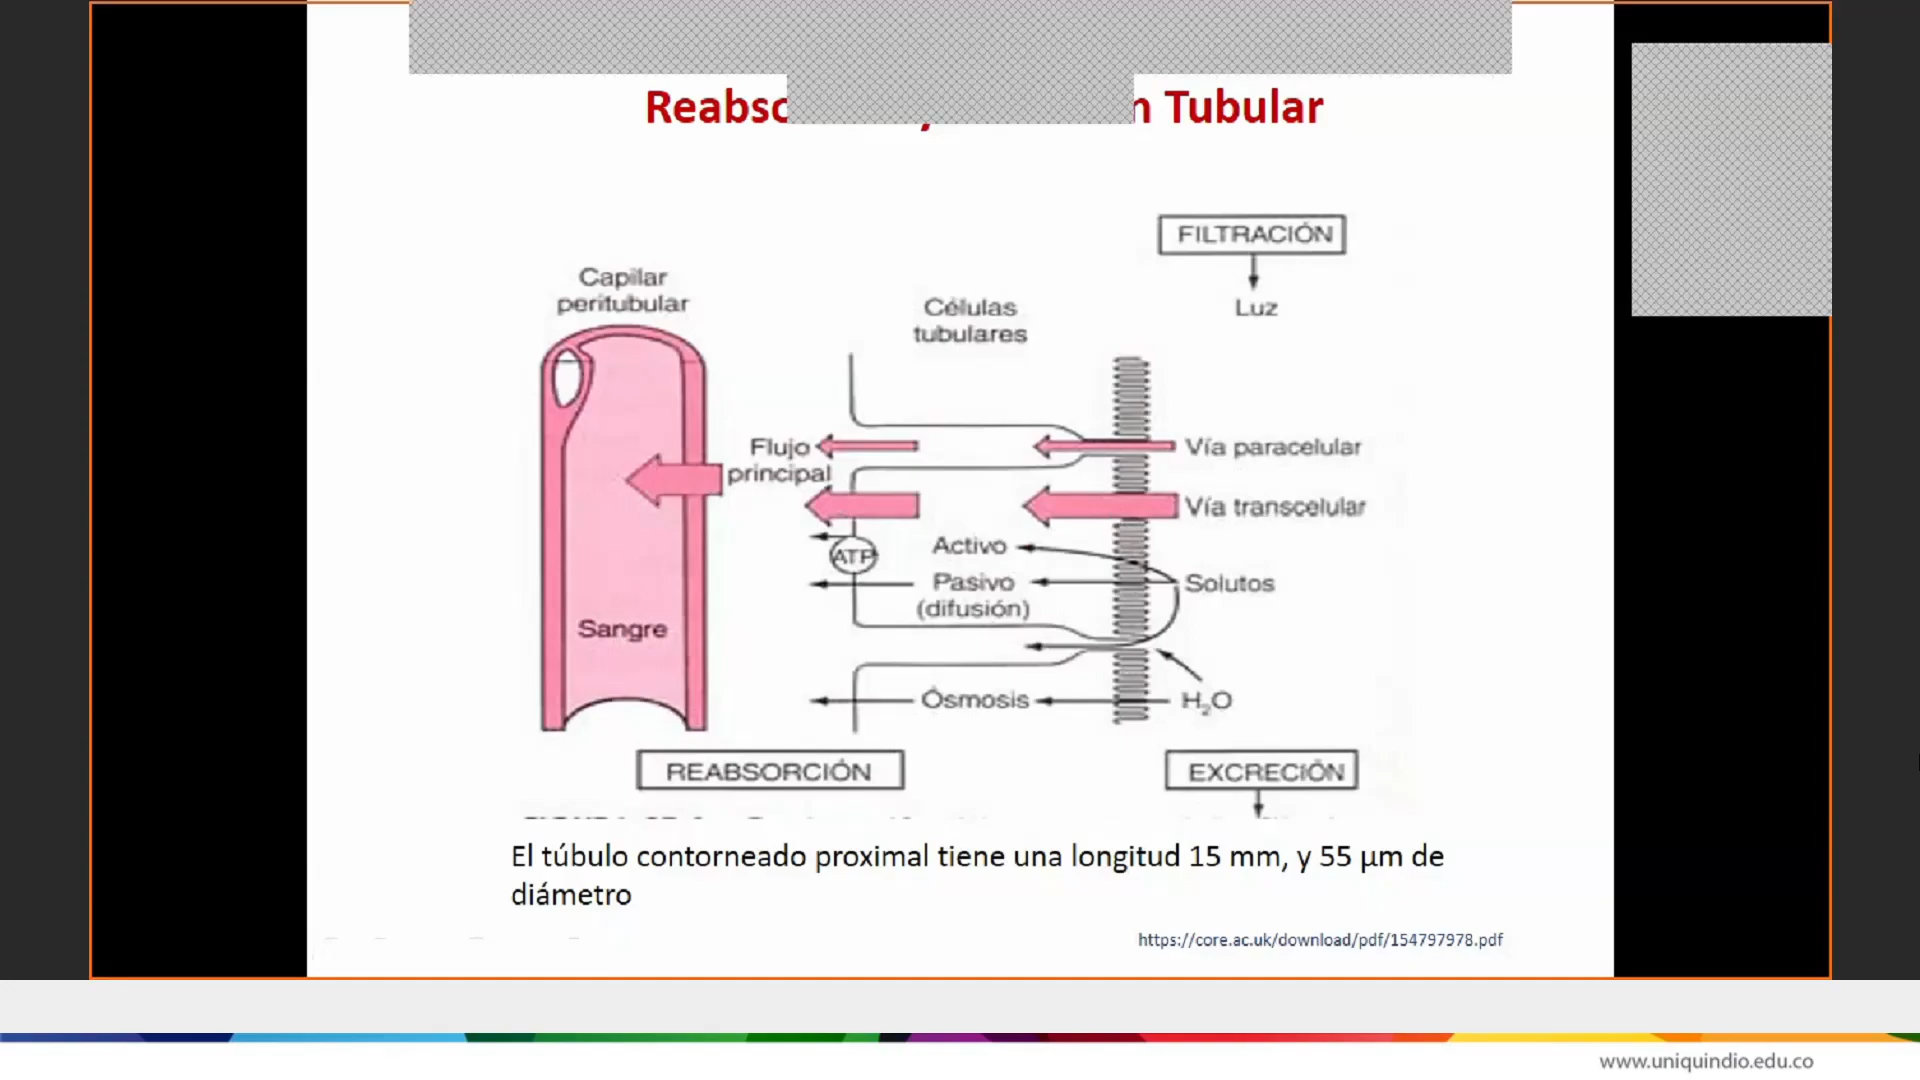 Tubular
FILTRACIÓN
Capilar
peritubular
Células
tubulares
Luz
Flujo
principal
Vía paracelular
Vía transcelular
ATP
Activo
Pasivo
(difusión)
Solutos
Sangre
Ósmosis
H₂O
REABSORCIÓN
EXCRECIÓN
El túbulo contorneado proximal tiene una longitud 15 mm, y 55 μm de
diámetro
https://core.ac.uk/download/pdf/154797978.pdf
www.uniquindio.edu.co